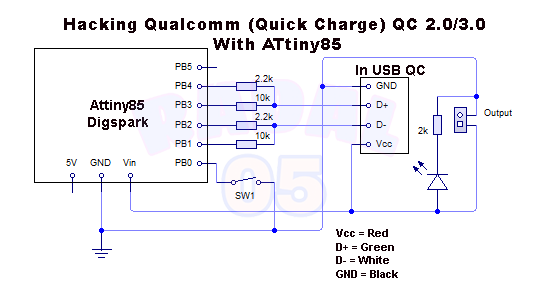 Hacking Qualcomm (Quick Charge) QC 2.0/3.0
With ATtiny85
PB5
PB4
2.2k
In USB QC
GND
Attiny85
Digspark
PB3
10k
D+
Output
PB2
2.2k
D-
2k
PB1
10k
Vcc
5V
GND
Vin
PB0
SW1
05
Vcc = Red
D+ = Green
D- = White
GND = Black